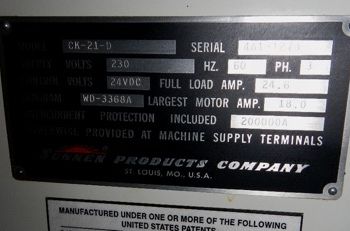 MODEL CK-21-D SERIAL
VOLTS 230 HZ. 60 PH. 3
VOLTS 24VDC FULL LOAD AMP. 24.6
WD-3368A LARGEST MOTOR AMP. 18.0
PROTECTION INCLUDED 200000A
PROVIDED AT MACHINE SUPPLY TERMINALS
SUNNEN PRODUCTS COMPANY
ST. LOUIS, MO., U.S.A.
MANUFACTURED UNDER ONE OR MORE OF THE FOLLOWING
UNITED STATES PATENTS